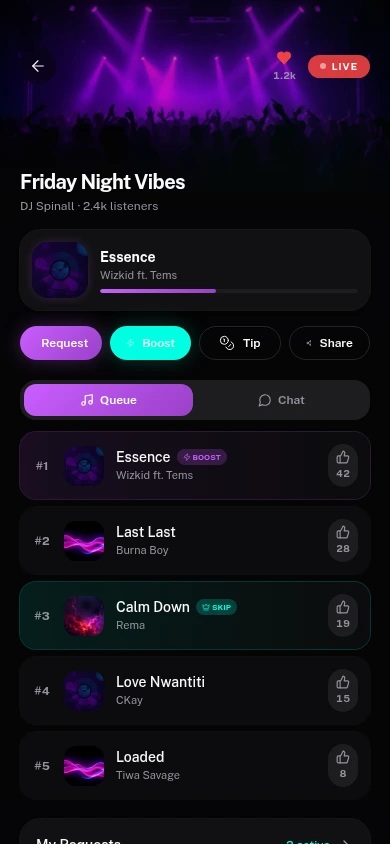 1.2k
LIVE
Friday Night Vibes
DJ Spinall · 2.4k listeners
Essence
Wizkid ft. Tems
Request
Boost
Tip
Share
Queue
Chat
#1
Essence
BOOST
Wizkid ft. Tems
42
#2
Last Last
Burna Boy
28
#3
Calm Down
SKIP
Rema
19
#4
Love Nwantiti
CKay
15
#5
Loaded
Tiwa Savage
8
My Requests
2 active